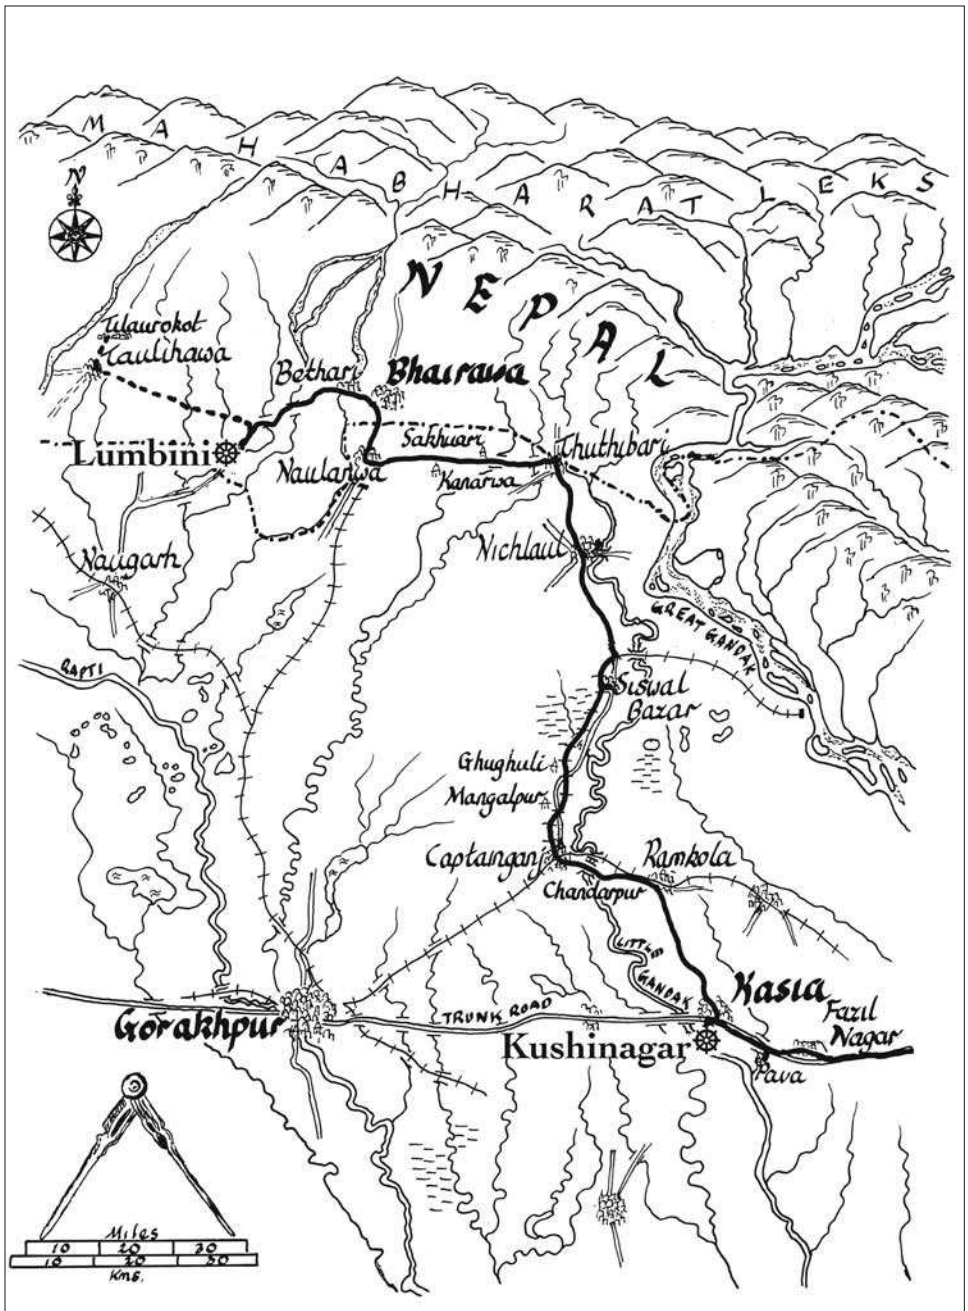 MAHABHARAT LEKS
N
NEPAL
Tilaurokot
Taulihawa
Bethari
Bhairawa
Lumbini
Sakhuari
Thuthibari
Naulanwa
Kanarwa
Naugarh
Nichlaul
GREAT GANDAK
RAPTI
Siswal
Bazar
Ghughuli
Mangalpur
Captainganj
Ramkola
Chandarpur
LITTLE
GANDAK
Kasia
Fazil
Nagar
Gorakhpur
TRUNK ROAD
Kushinagar
Pava
Miles
10 20 30
10 20 30
Kms.